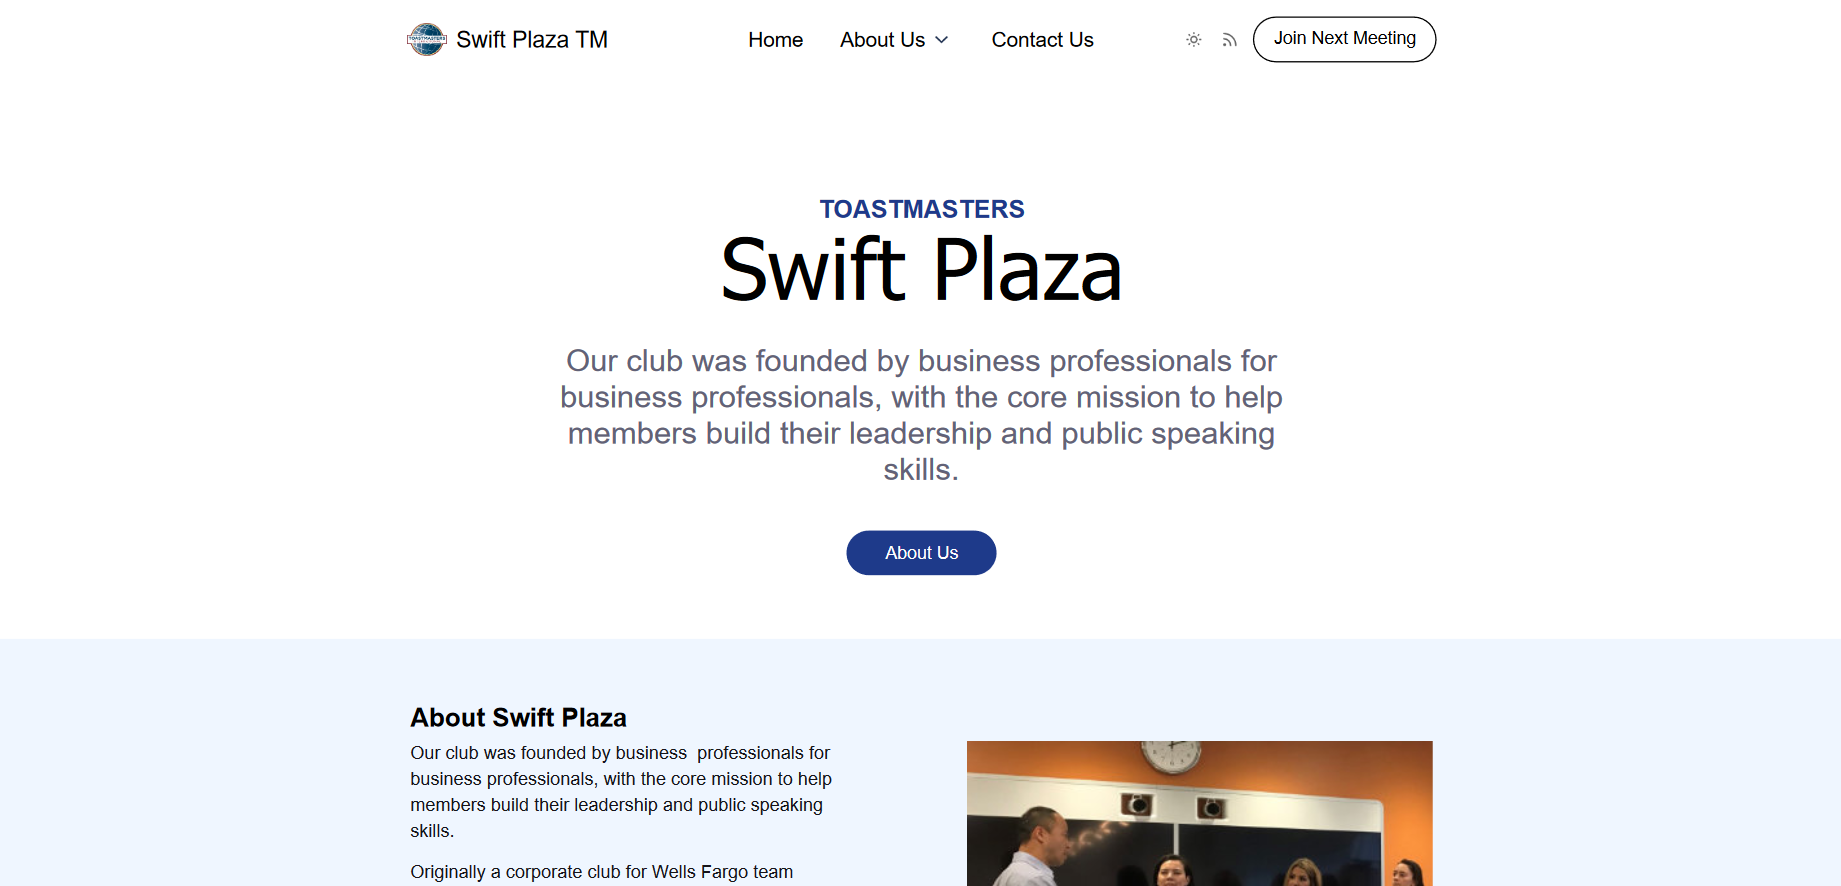 TOASTMASTERS
Swift Plaza TM
Home
About Us
Contact Us
Join Next Meeting
TOASTMASTERS
Swift Plaza
Our club was founded by business professionals for
business professionals, with the core mission to help
members build their leadership and public speaking
skills.
About Us
About Swift Plaza
Our club was founded by business  professionals for
business professionals, with the core mission to help
members build their leadership and public speaking
skills.
Originally a corporate club for Wells Fargo team